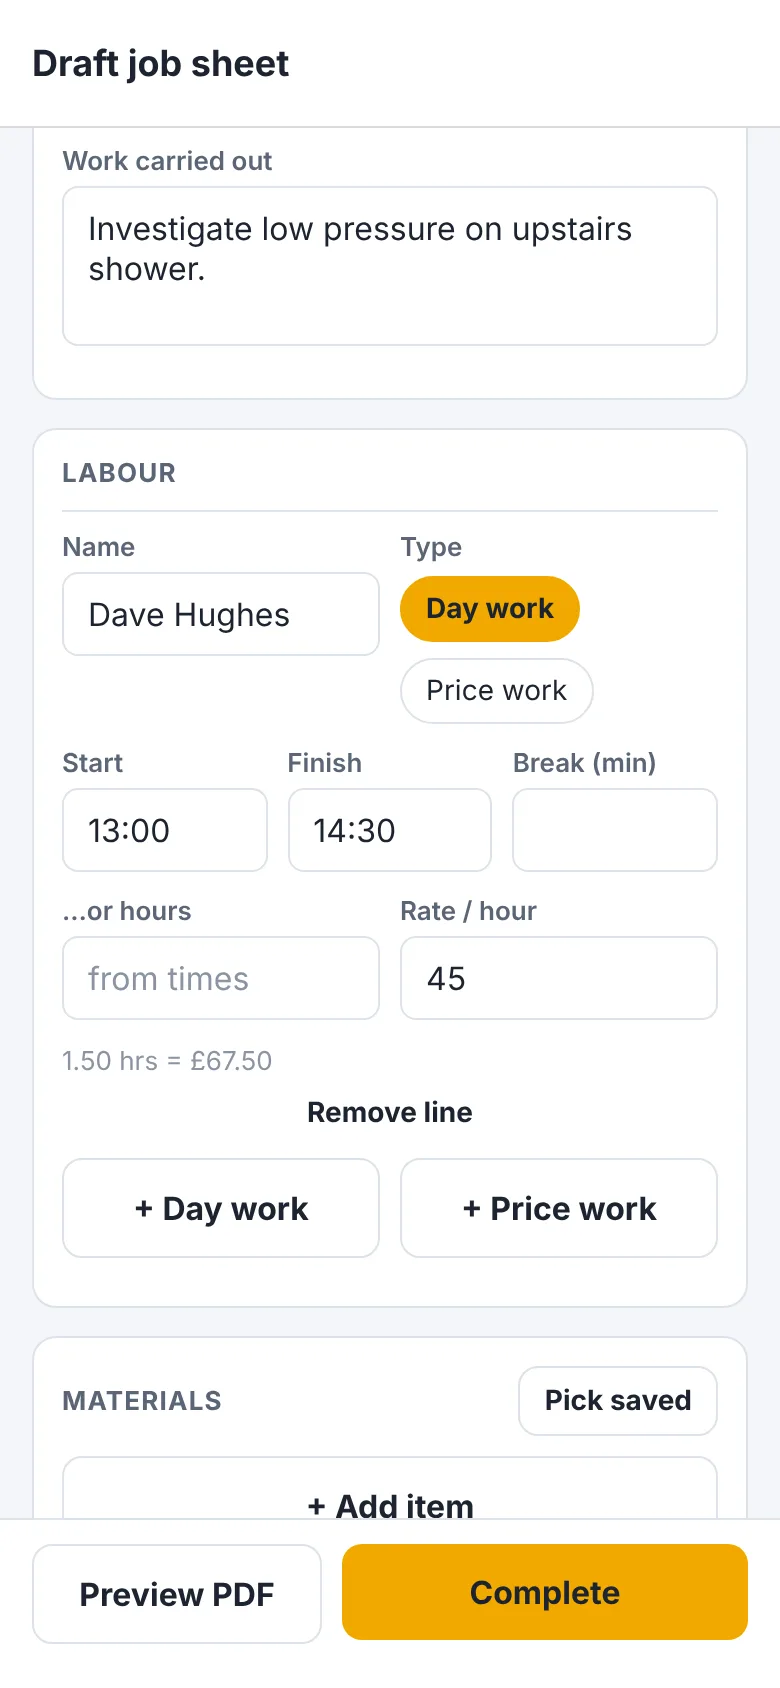 Draft job sheet
Work carried out
Investigate low pressure on upstairs
shower.
LABOUR
Name
Type
Dave Hughes
Day work
Price work
Start
Finish
Break (min)
13:00
14:30
...or hours
Rate / hour
from times
45
1.50 hrs = £67.50
Remove line
+ Day work
+ Price work
MATERIALS
Pick saved
+ Add item
Preview PDF
Complete